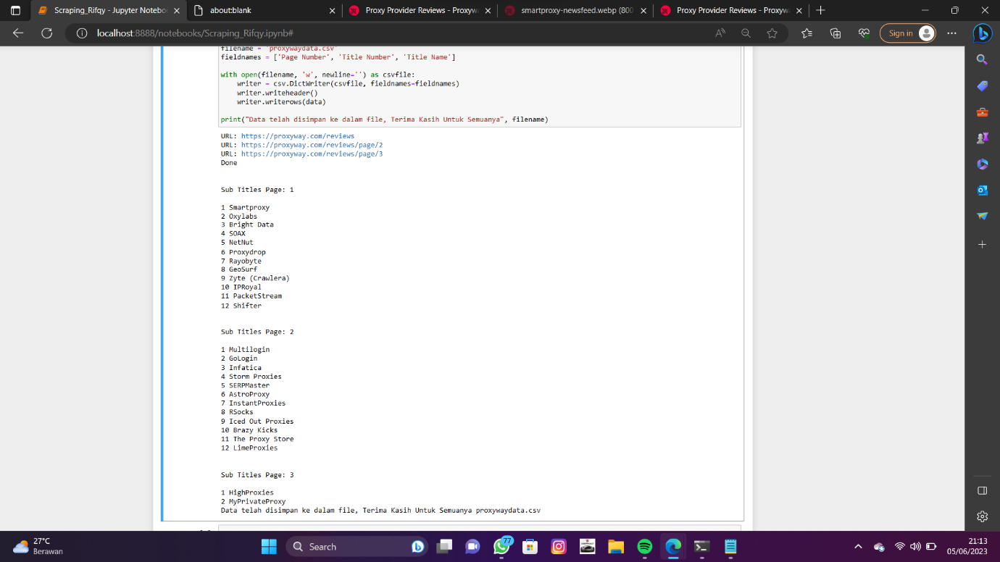 Scraping_Rifqy - Jupyter Notebo
about:blank
Proxy Provider Reviews - Proxyw
smartproxy-newsfeed.webp (800
Proxy Provider Reviews - Proxyw
localhost:8888/notebooks/Scraping_Rifqy.ipynb#
Sign in
filename = 'proxywaydata.csv'
fieldnames = ['Page Number', 'Title Number', 'Title Name']
with open(filename, 'w', newline='') as csvfile:
writer = csv.DictWriter(csvfile, fieldnames=fieldnames)
writer.writeheader()
writer.writerows(data)
print("Data telah disimpan ke dalam file, Terima Kasih Untuk Semuanya", filename)
URL: https://proxyway.com/reviews
URL: https://proxyway.com/reviews/page/2
URL: https://proxyway.com/reviews/page/3
Done
Sub Titles Page: 1
1 Smartproxy
2 Oxylabs
3 Bright Data
4 SOAX
5 NetNut
6 Proxydrop
7 Rayobyte
8 GeoSurf
9 Zyte (Crawlera)
10 IPRoyal
11 PacketStream
12 Shifter
Sub Titles Page: 2
1 Multilogin
2 GoLogin
3 Infatica
4 Storm Proxies
5 SERPMaster
6 AstroProxy
7 InstantProxies
8 RSocks
9 Iced Out Proxies
10 Brazy Kicks
11 The Proxy Store
12 LimeProxies
Sub Titles Page: 3
1 HighProxies
2 MyPrivateProxy
Data telah disimpan ke dalam file, Terima Kasih Untuk Semuanya proxywaydata.csv
27°C
Berawan
Search
77
21:13
05/06/2023